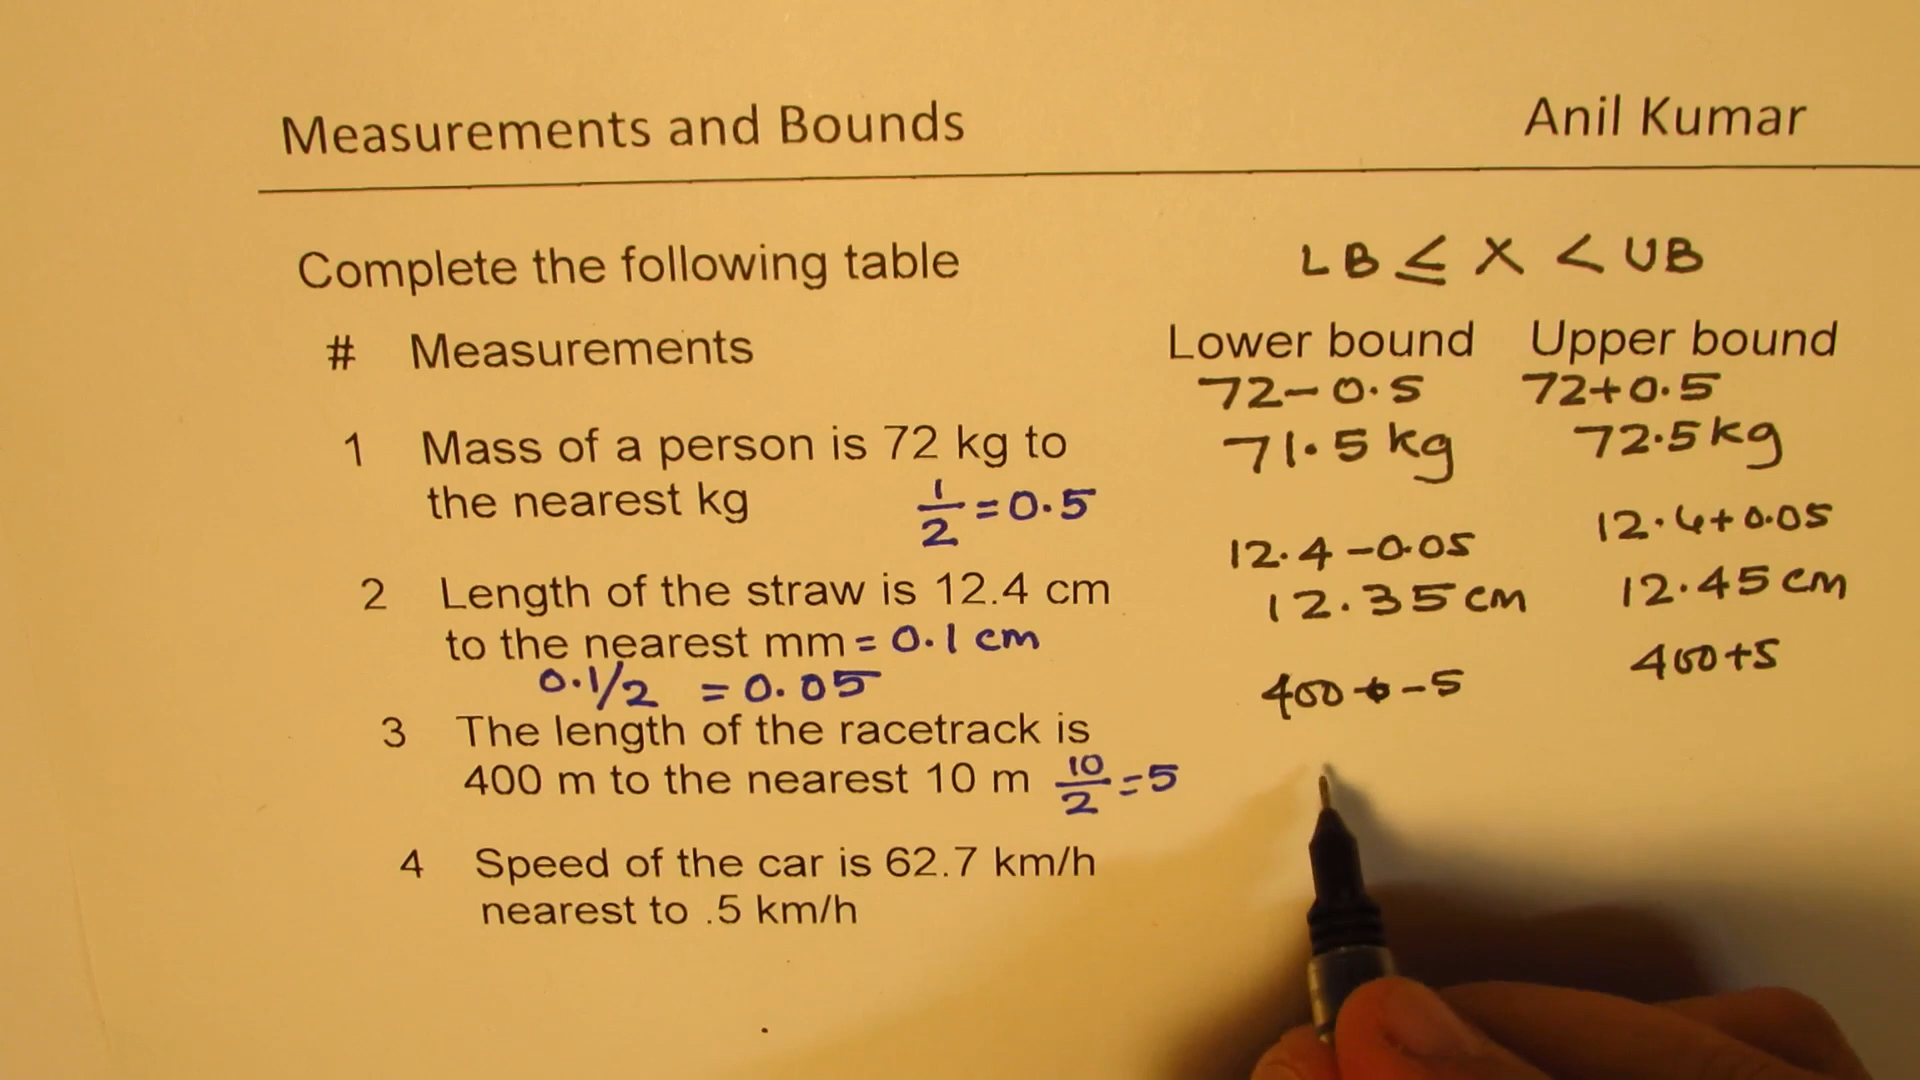 Measurements and Bounds Anil Kumar
Complete the following table LB ≤ X < UB
# Measurements Lower bound Upper bound
72-0.5 72+0.5
1 Mass of a person is 72 kg to 71.5 kg 72.5 kg
the nearest kg 1/2 = 0.5
12.4 -0.05 12.4+0.05
2 Length of the straw is 12.4 cm 12.35 cm 12.45 cm
to the nearest mm = 0.1 cm
0.1/2 = 0.05 400 -5 400+5
3 The length of the racetrack is
400 m to the nearest 10 m 10/2 = 5
4 Speed of the car is 62.7 km/h
nearest to .5 km/h